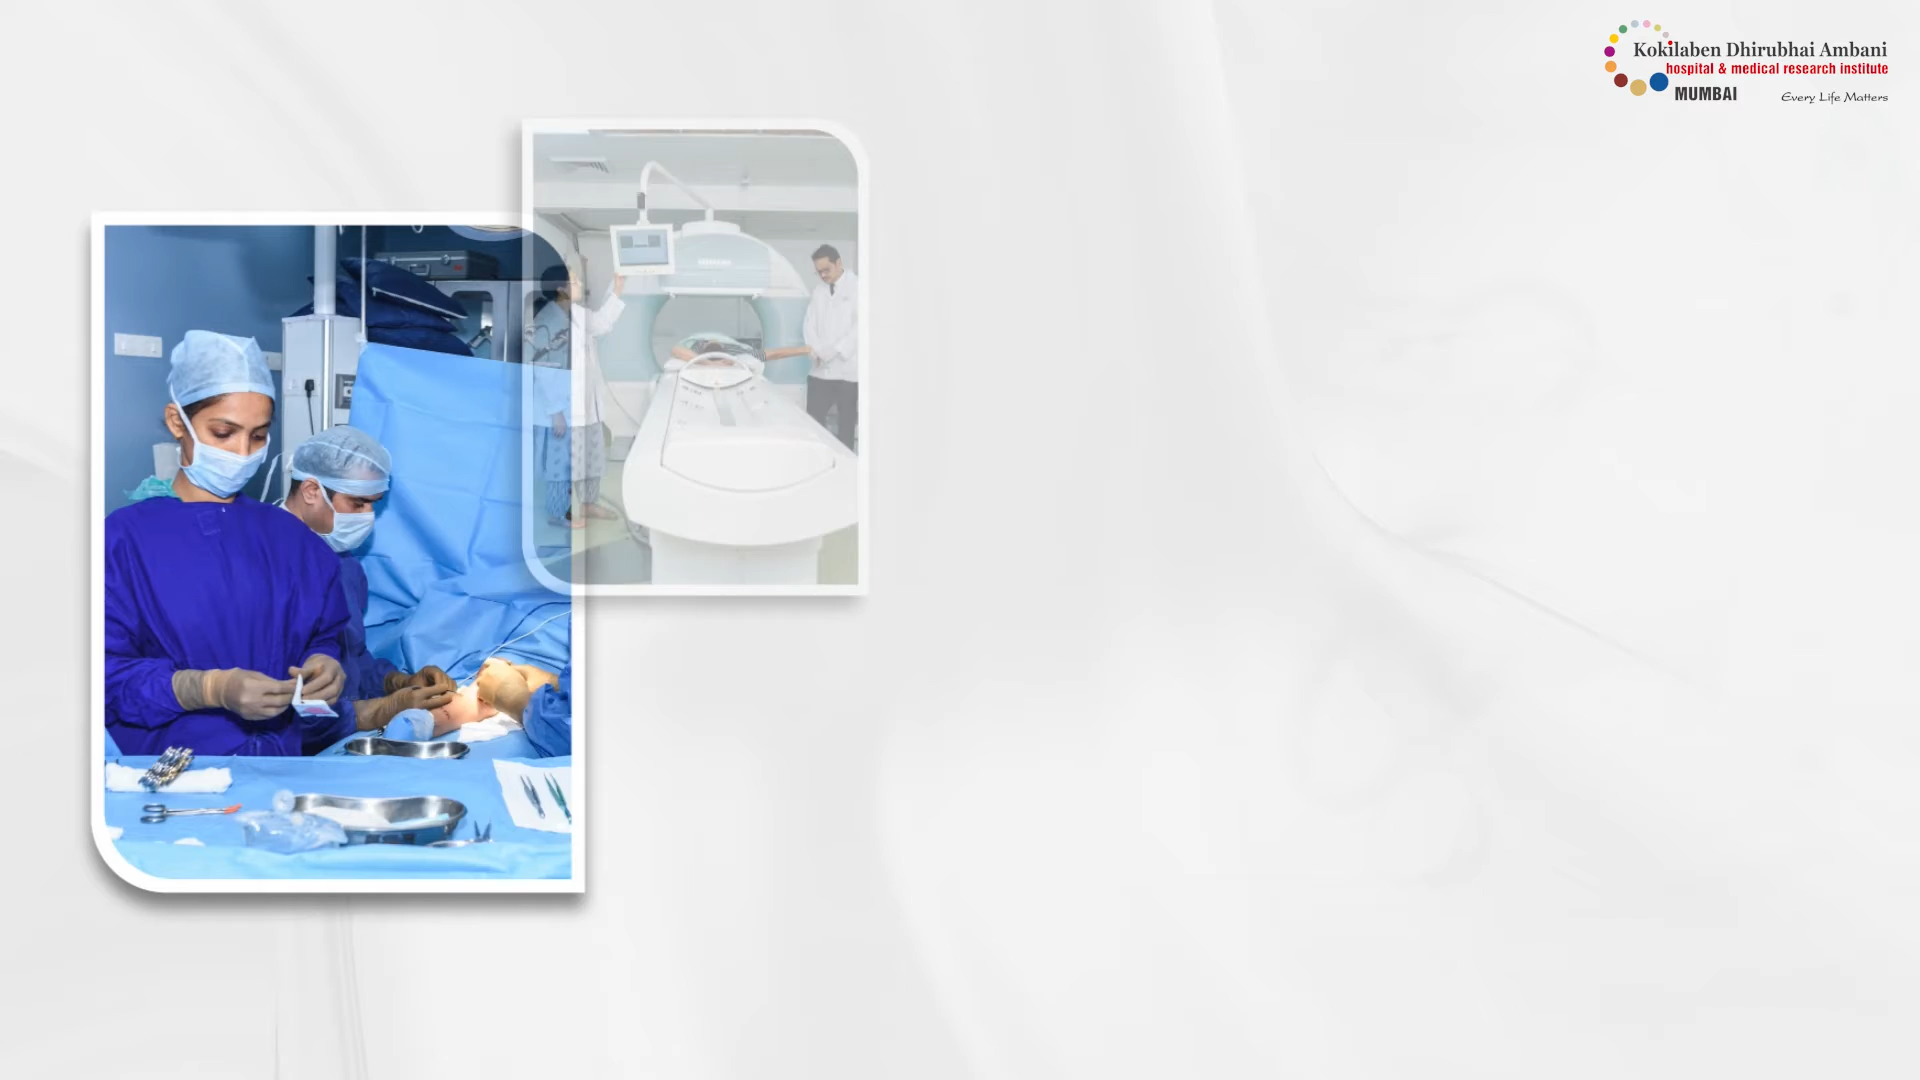 Kokilaben Dhirubhai Ambani
hospital & medical research institute
MUMBAI
Every Life Matters